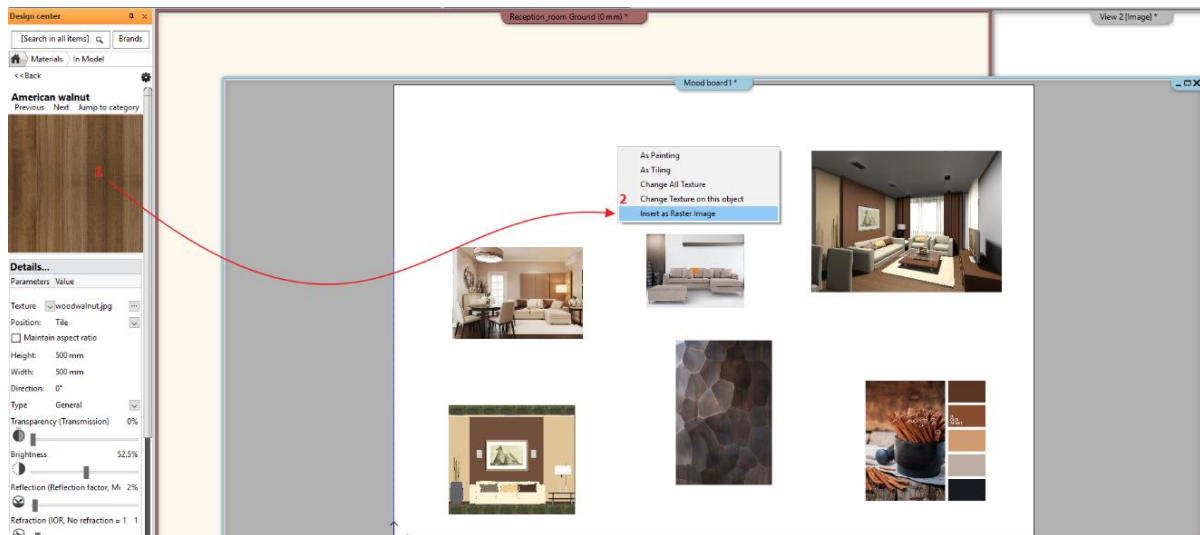 Design center
[Search in all items]
Brands
Materials
In Model
<<Back
American walnut
Previous Next Jump to category
1
Details...
Parameters Value
Texture woodwalnut.jpg ...
Position: Tile
Maintain aspect ratio
Height: 500 mm
Width: 500 mm
Direction: 0°
Type General
Transparency (Transmission) 0%
Brightness 52.5%
Reflection (Reflection factor, Mi 2%
Refraction (IOR, No refraction = 1 1
Reception_room Ground (0 mm) *
View 2 [Image] *
Mood board1 *
As Painting
As Tiling
Change All Texture
2 Change Texture on this object
Insert as Raster Image